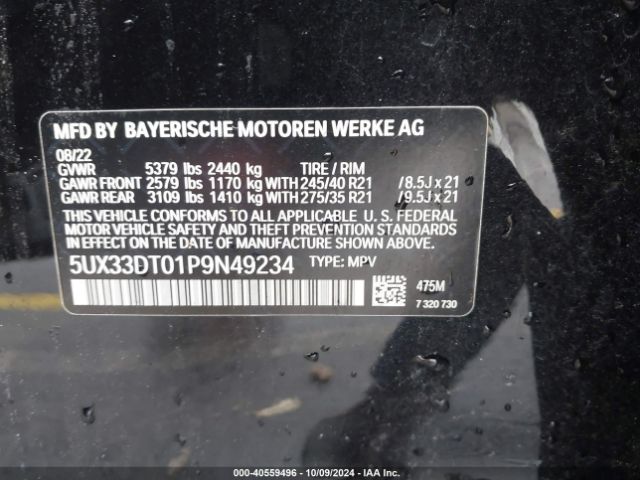 MFD BY BAYERISCHE MOTOREN WERKE AG
08/22
GVWR 5379 lbs 2440 kg TIRE / RIM
GAWR FRONT 2579 lbs 1170 kg WITH 245/40 R21 /8.5J x 21
GAWR REAR 3109 lbs 1410 kg WITH 275/35 R21 /9.5J x 21
THIS VEHICLE CONFORMS TO ALL APPLICABLE U. S. FEDERAL
MOTOR VEHICLE SAFETY AND THEFT PREVENTION STANDARDS
IN EFFECT ON THE DATE OF MANUFACTURE SHOWN ABOVE.
5UX33DT01P9N49234 TYPE: MPV
475M
7 320 730
000-40559496 - 10/09/2024 - IAA Inc.